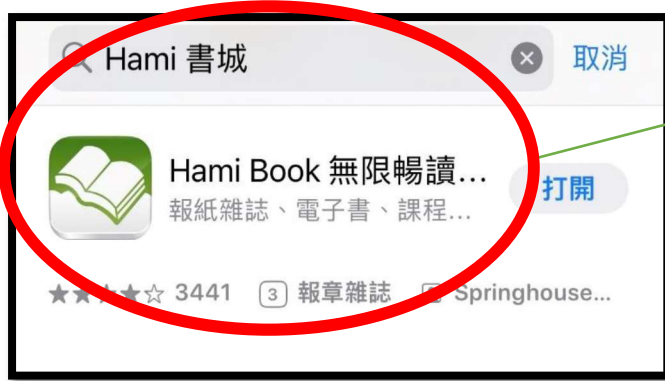 Hami 書城
取消
Hami Book 無限暢讀...
報紙雜誌、電子書、課程...
打開
3441
3 報章雜誌
Springhouse...